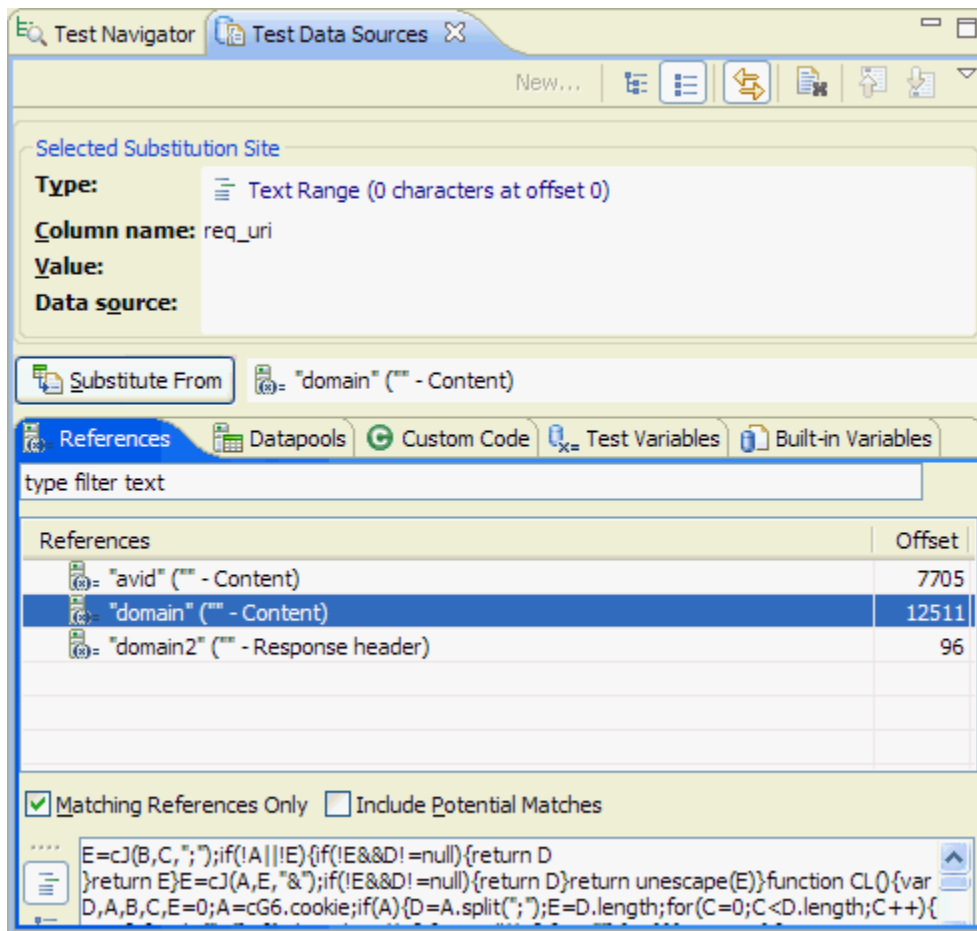 Test Navigator Test Data Sources
New...
Selected Substitution Site
Type: Text Range (0 characters at offset 0)
Column name: req_uri
Value:
Data source:
Substitute From "domain" ("" - Content)
References Datapools Custom Code Test Variables Built-in Variables
type filter text
References Offset
"avid" ("" - Content) 7705
"domain" ("" - Content) 12511
"domain2" ("" - Response header) 96
Matching References Only Include Potential Matches
E=cJ(B,C,";");if(!A||!E){if(!E&&D!=null){return D
}return E}E=cJ(A,E,"&");if(!E&&D!=null){return D}return unescape(E)}function CL(){var
D,A,B,C,E=0;A=cG6.cookie;if(A){D=A.split(";");E=D.length;for(C=0;C<D.length;C++){